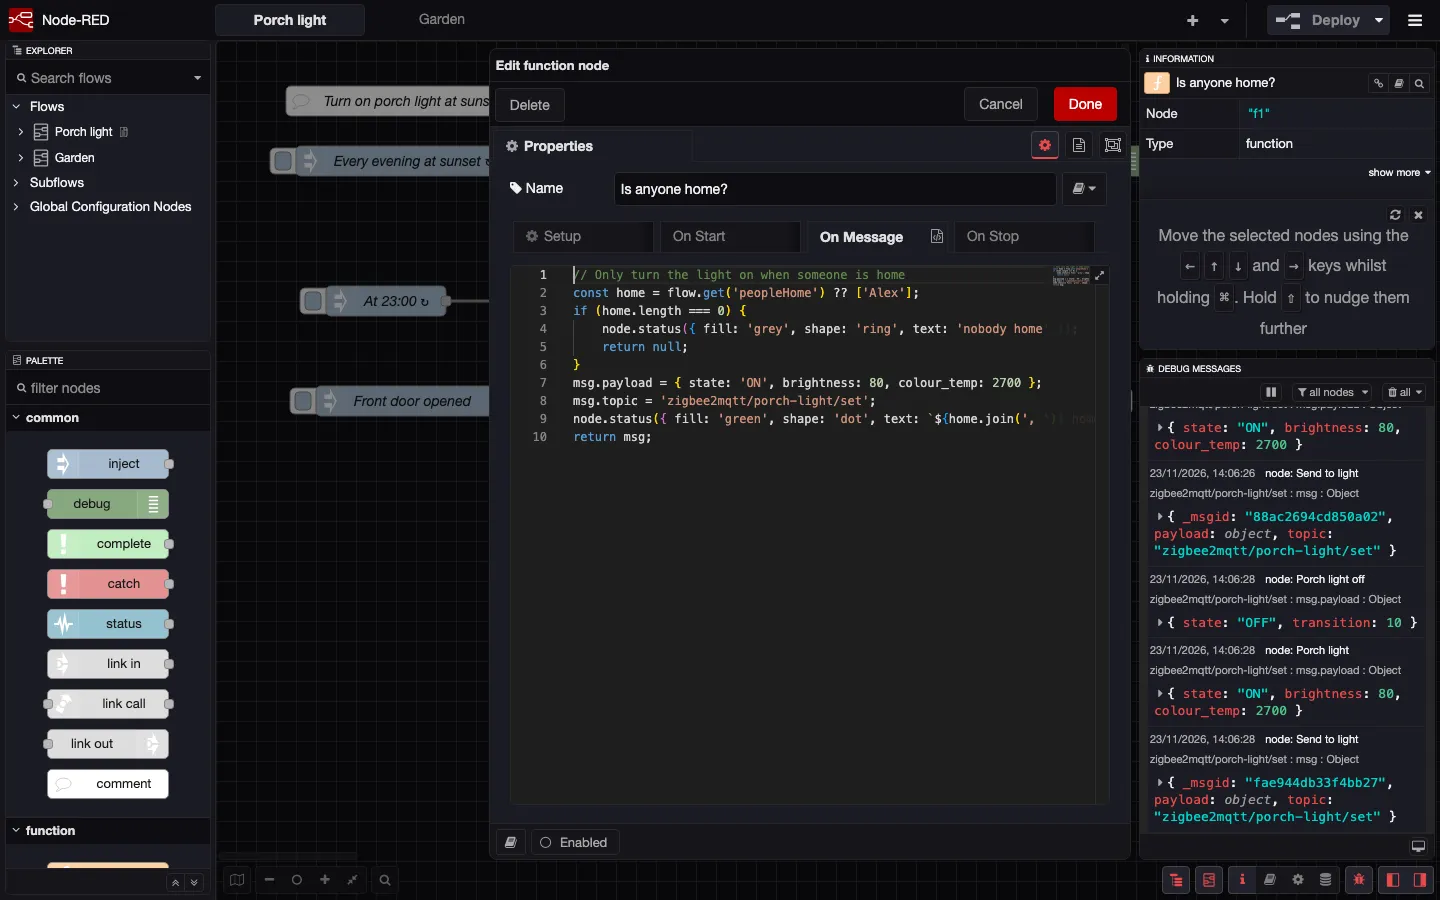 Node-RED
Porch light
Garden
Deploy
EXPLORER
Search flows
Flows
Porch light
Garden
Subflows
Global Configuration Nodes
PALETTE
filter nodes
common
inject
debug
complete
catch
status
link in
link call
link out
comment
function
Turn on porch light at suns
Every evening at sunset ↻
At 23:00 ↻
Front door opened
Edit function node
Delete
Cancel
Done
Properties
Name
Is anyone home?
Setup
On Start
On Message
On Stop
1 // Only turn the light on when someone is home
2 const home = flow.get('peopleHome') ?? ['Alex'];
3 if (home.length === 0) {
4 node.status({ fill: 'grey', shape: 'ring', text: 'nobody home
5 return null;
6 }
7 msg.payload = { state: 'ON', brightness: 80, colour_temp: 2700 };
8 msg.topic = 'zigbee2mqtt/porch-light/set';
9 node.status({ fill: 'green', shape: 'dot', text: `${home.join(',
10 return msg;
Enabled
INFORMATION
Is anyone home?
Node "f1"
Type function
show more
Move the selected nodes using the
← ↑ ↓ and → keys whilst
holding ⌘. Hold ⇧ to nudge them
further
DEBUG MESSAGES
all nodes
all
zigbee2mqtt/porch-light/set : msg.payload : Object
{ state: "ON", brightness: 80,
colour_temp: 2700 }
23/11/2026, 14:06:26 node: Send to light
zigbee2mqtt/porch-light/set : msg : Object
{ _msgid: "88ac2694cd850a02",
payload: object, topic:
"zigbee2mqtt/porch-light/set" }
23/11/2026, 14:06:28 node: Porch light off
zigbee2mqtt/porch-light/set : msg.payload : Object
{ state: "OFF", transition: 10 }
23/11/2026, 14:06:28 node: Porch light
zigbee2mqtt/porch-light/set : msg.payload : Object
{ state: "ON", brightness: 80,
colour_temp: 2700 }
23/11/2026, 14:06:28 node: Send to light
zigbee2mqtt/porch-light/set : msg : Object
{ _msgid: "fae944db33f4bb27",
payload: object, topic:
"zigbee2mqtt/porch-light/set" }